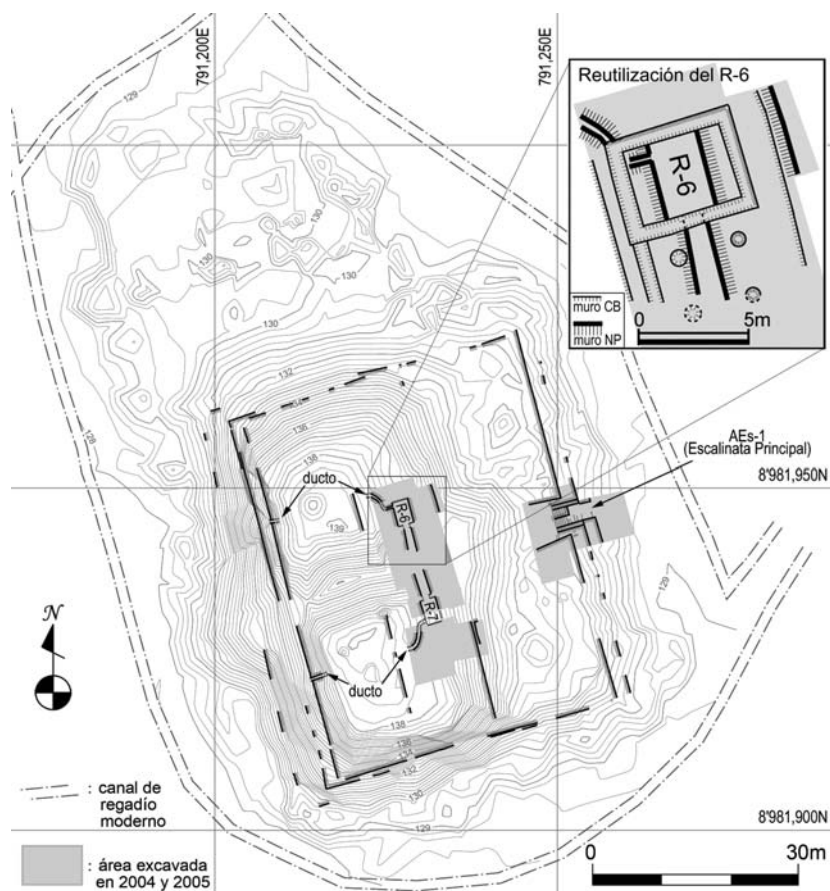 791,200E
791,250E
Reutilización del R-6
R-6
muro CB
muro NP
0 5m
129
130
130
130
132
134
136
138
139
128
AEs-1
(Escalinata Principal)
8'981,950N
ducto
R-6
R-7
ducto
129
138
136
134
132
130
129
N
: canal de
regadío
moderno
8'981,900N
: área excavada
en 2004 y 2005
0 30m